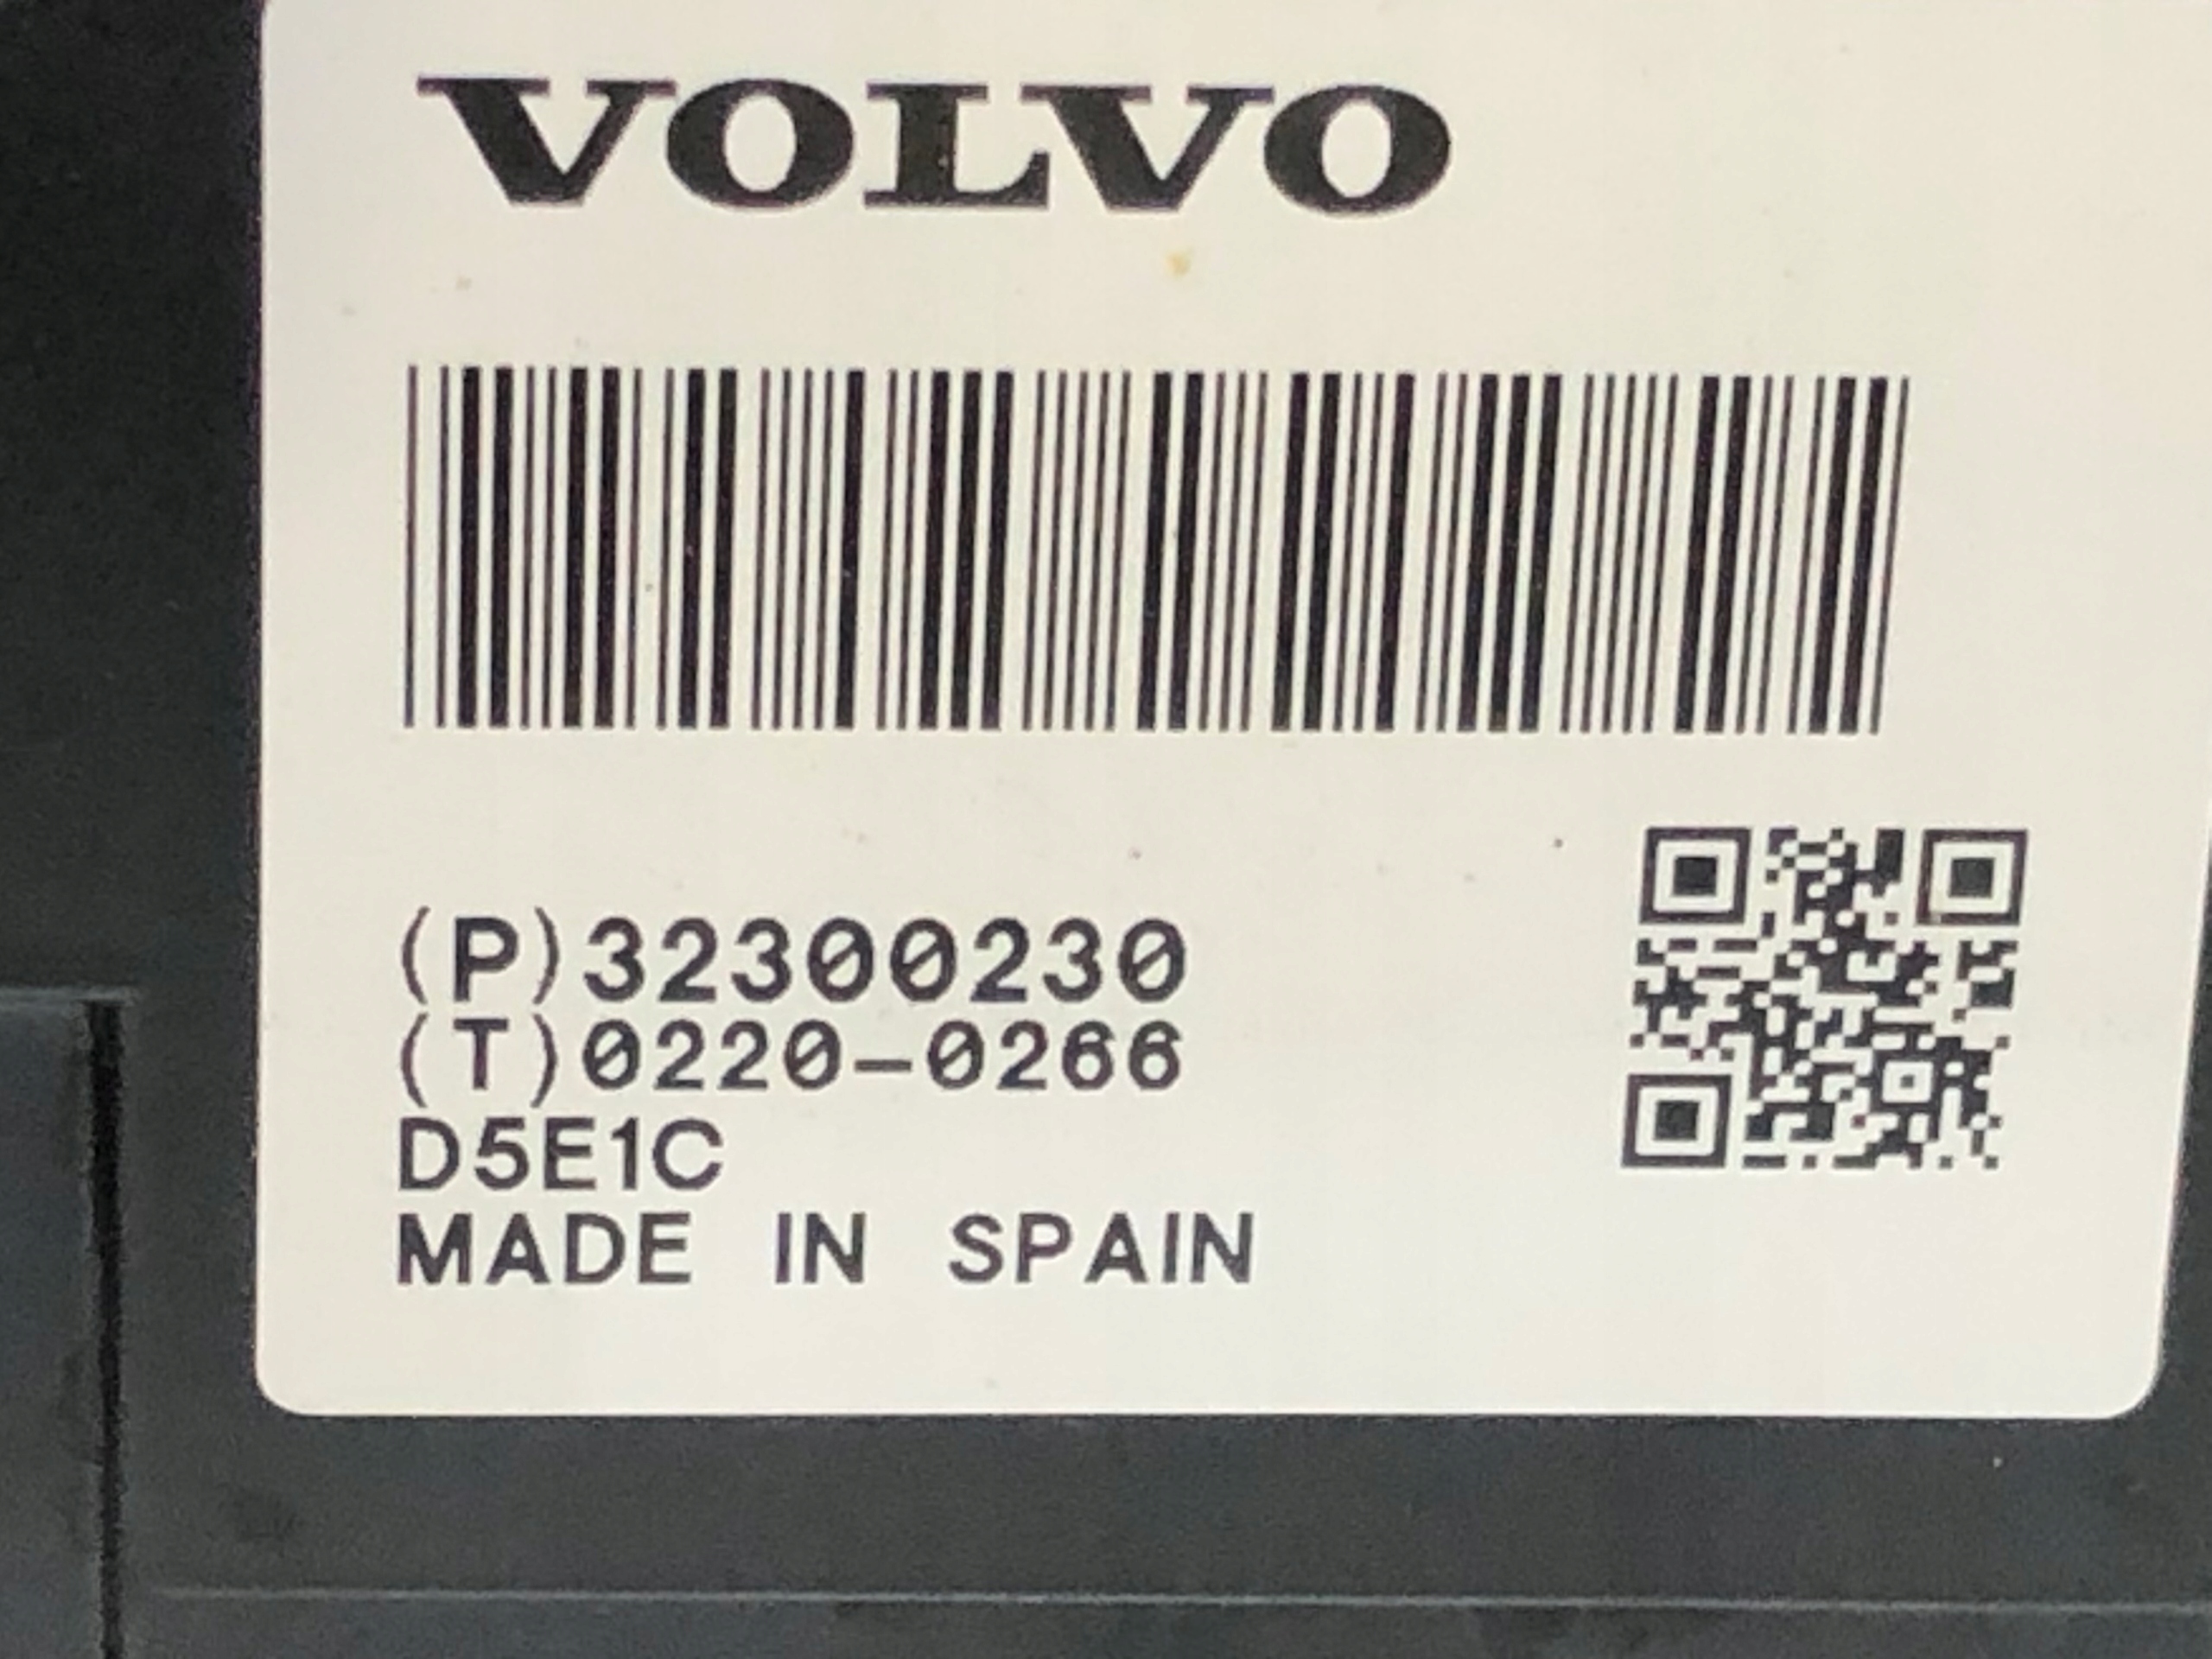 VOLVO
(P)32300230
(T)0220-0266
D5E1C
MADE IN SPAIN